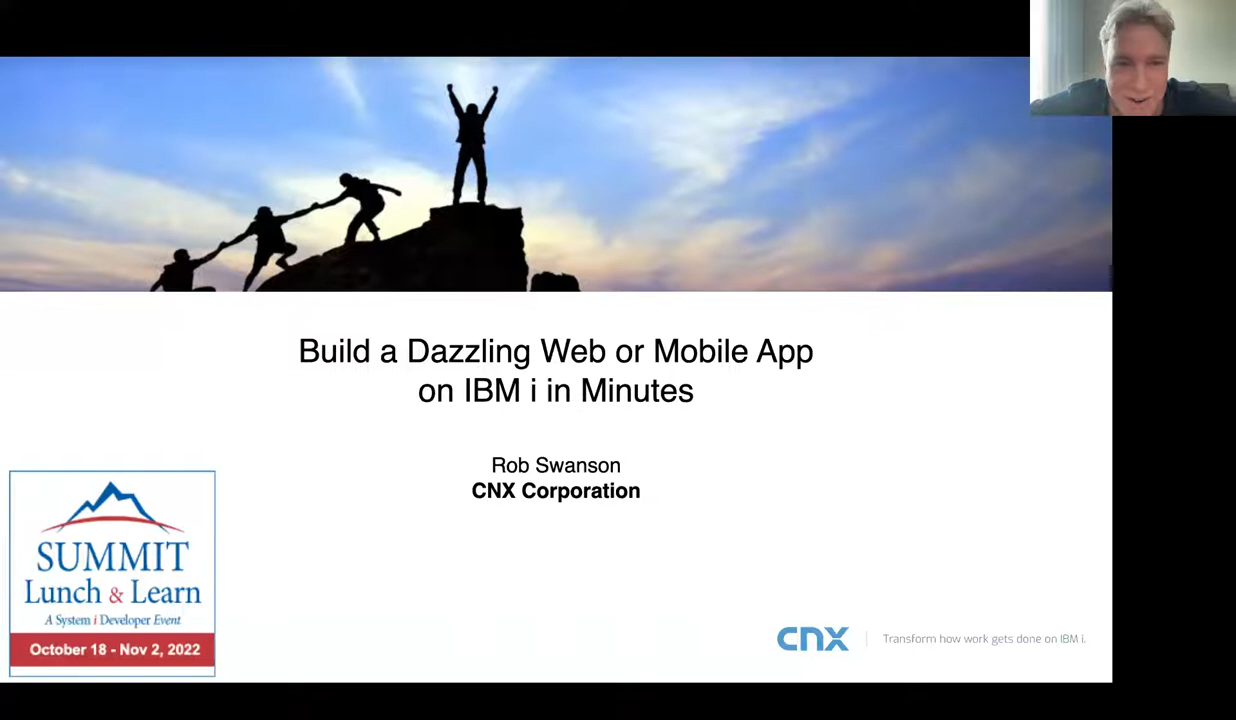 Build a Dazzling Web or Mobile App
on IBM i in Minutes
Rob Swanson
CNX Corporation
SUMMIT
Lunch & Learn
A System i Developer Event
October 18 - Nov 2, 2022
cnx
Transform how work gets done on IBM i.